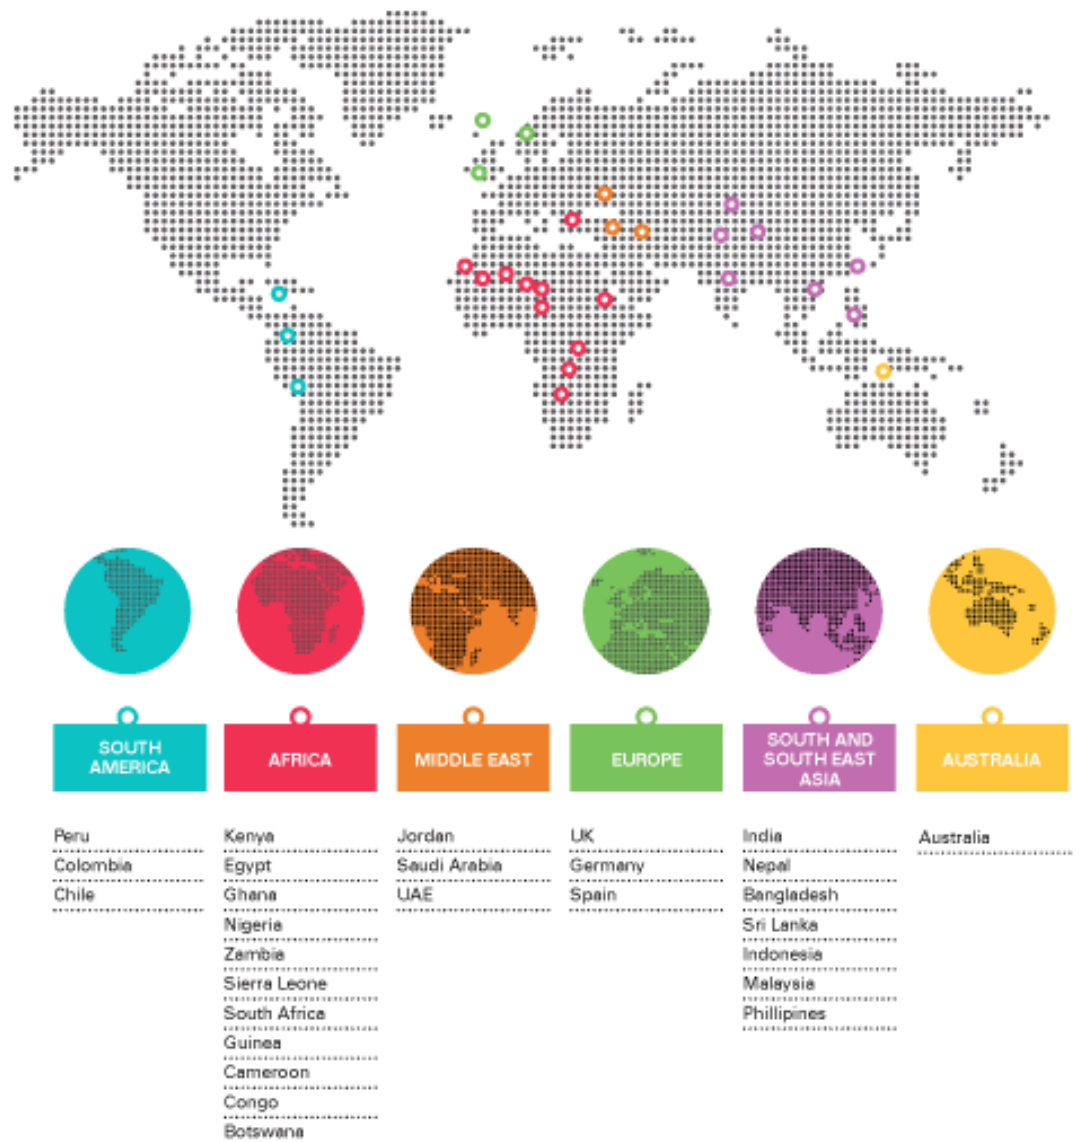 SOUTH
AMERICA
AFRICA
MIDDLE EAST
EUROPE
SOUTH AND
SOUTH EAST
ASIA
AUSTRALIA
Peru
Colombia
Chile
Kenya
Egypt
Ghana
Nigeria
Zambia
Sierra Leone
South Africa
Guinea
Cameroon
Congo
Botswana
Jordan
Saudi Arabia
UAE
UK
Germany
Spain
India
Nepal
Bangladesh
Sri Lanka
Indonesia
Malaysia
Phillipines
Australia